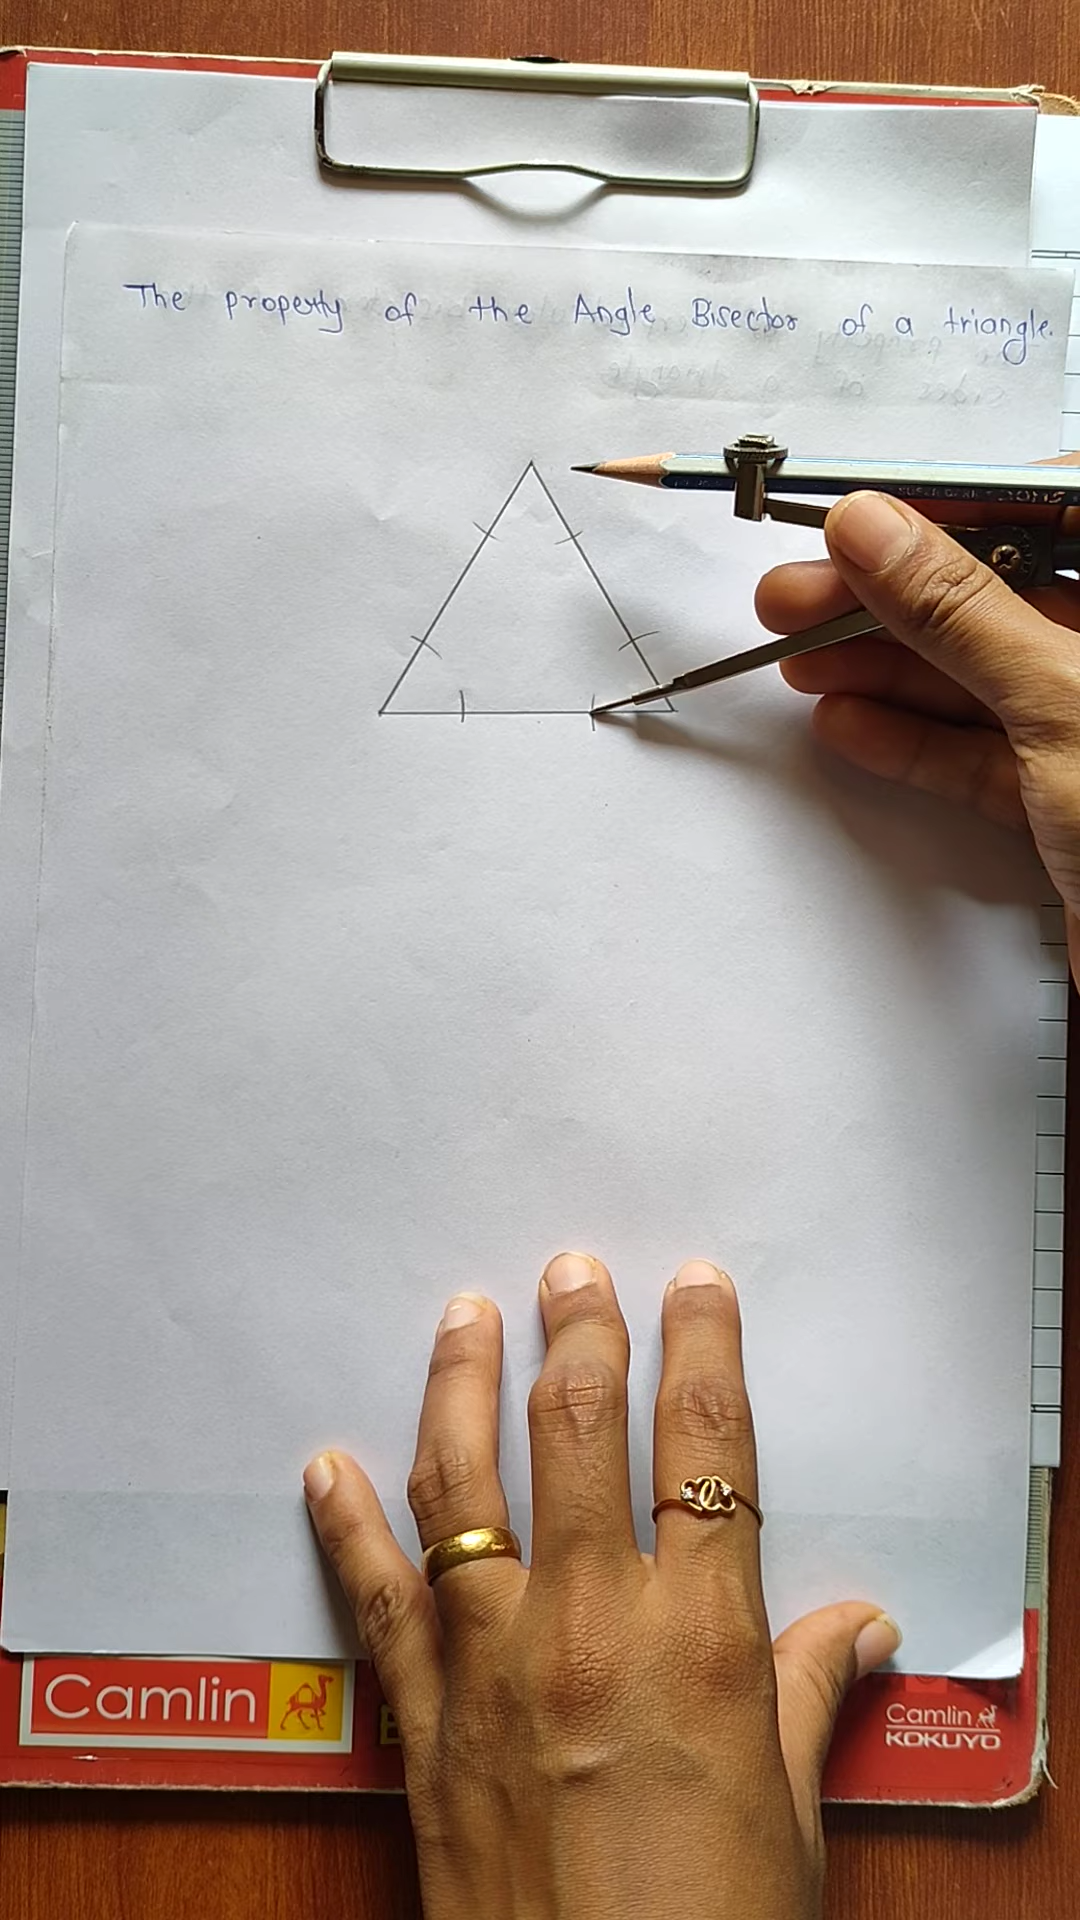 The property of the Angle Bisector of a triangle.
Camlin
Camlin
KOKUYO